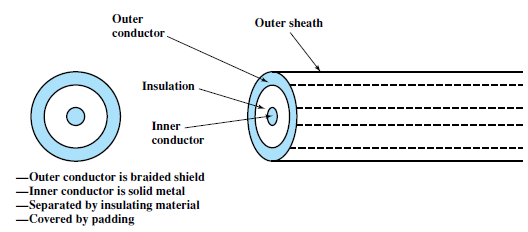 Outer
conductor
Outer sheath
Insulation
Inner
conductor
—Outer conductor is braided shield
—Inner conductor is solid metal
—Separated by insulating material
—Covered by padding